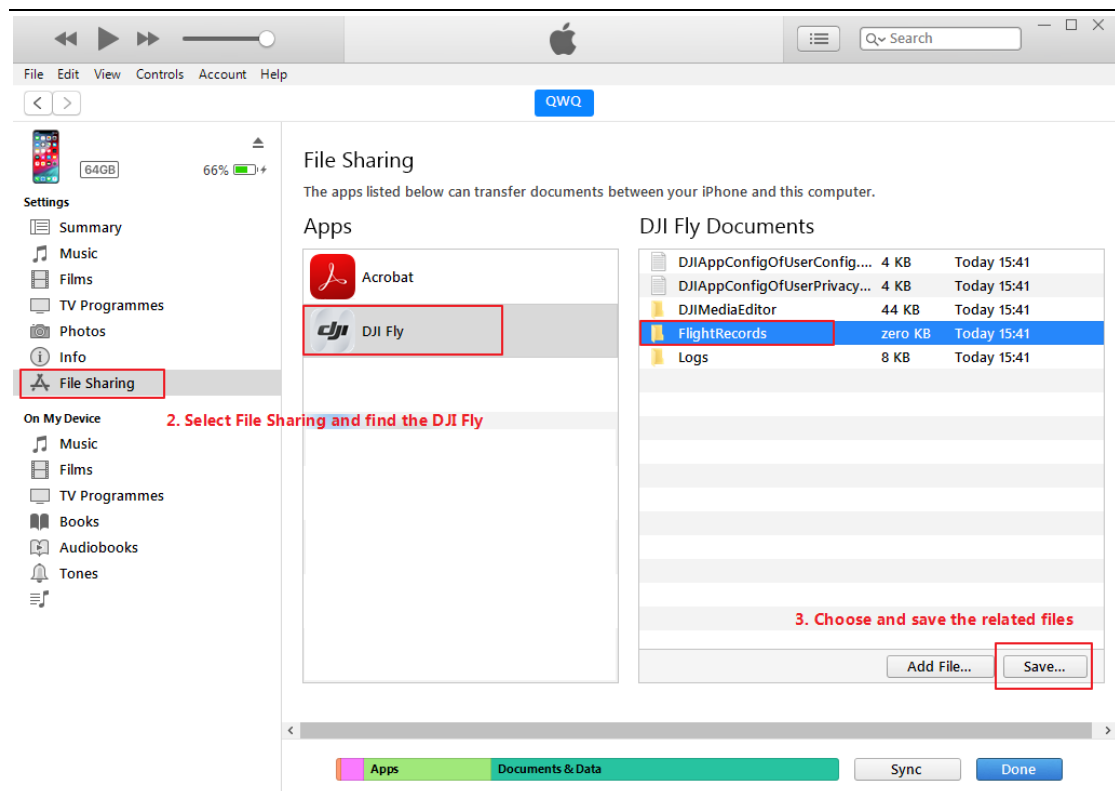 Search
File Edit View Controls Account Help
QWQ
64GB
66%
Settings
Summary
Music
Films
TV Programmes
Photos
Info
File Sharing
On My Device
Music
Films
TV Programmes
Books
Audiobooks
Tones
2. Select File Sharing and find the DJI Fly
File Sharing
The apps listed below can transfer documents between your iPhone and this computer.
Apps
Acrobat
dji DJI Fly
DJI Fly Documents
DJIAppConfigOfUserConfig.... 4 KB Today 15:41
DJIAppConfigOfUserPrivacy... 4 KB Today 15:41
DJIMediaEditor 44 KB Today 15:41
FlightRecords zero KB Today 15:41
Logs 8 KB Today 15:41
3. Choose and save the related files
Add File... Save...
Apps Documents & Data Sync Done